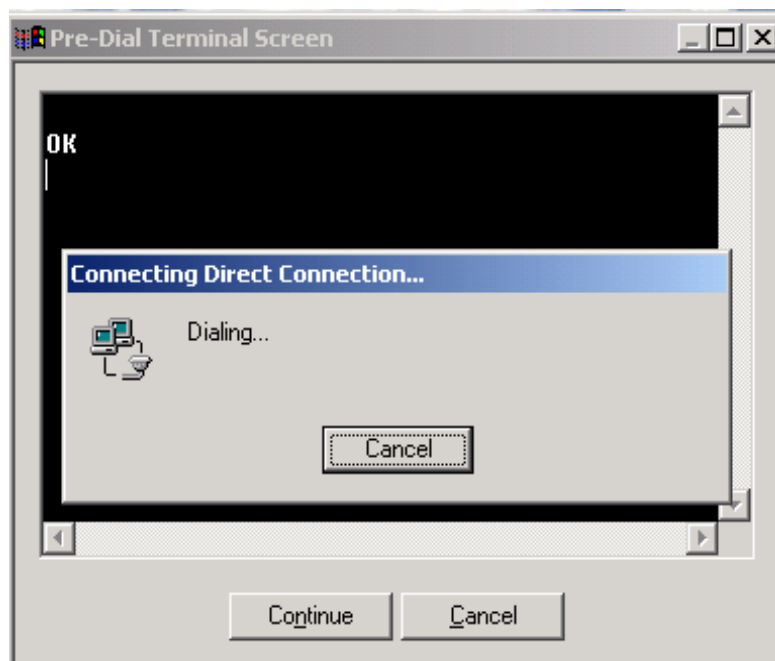 Pre-Dial Terminal Screen
OK
Connecting Direct Connection...
Dialing...
Cancel
Continue Cancel